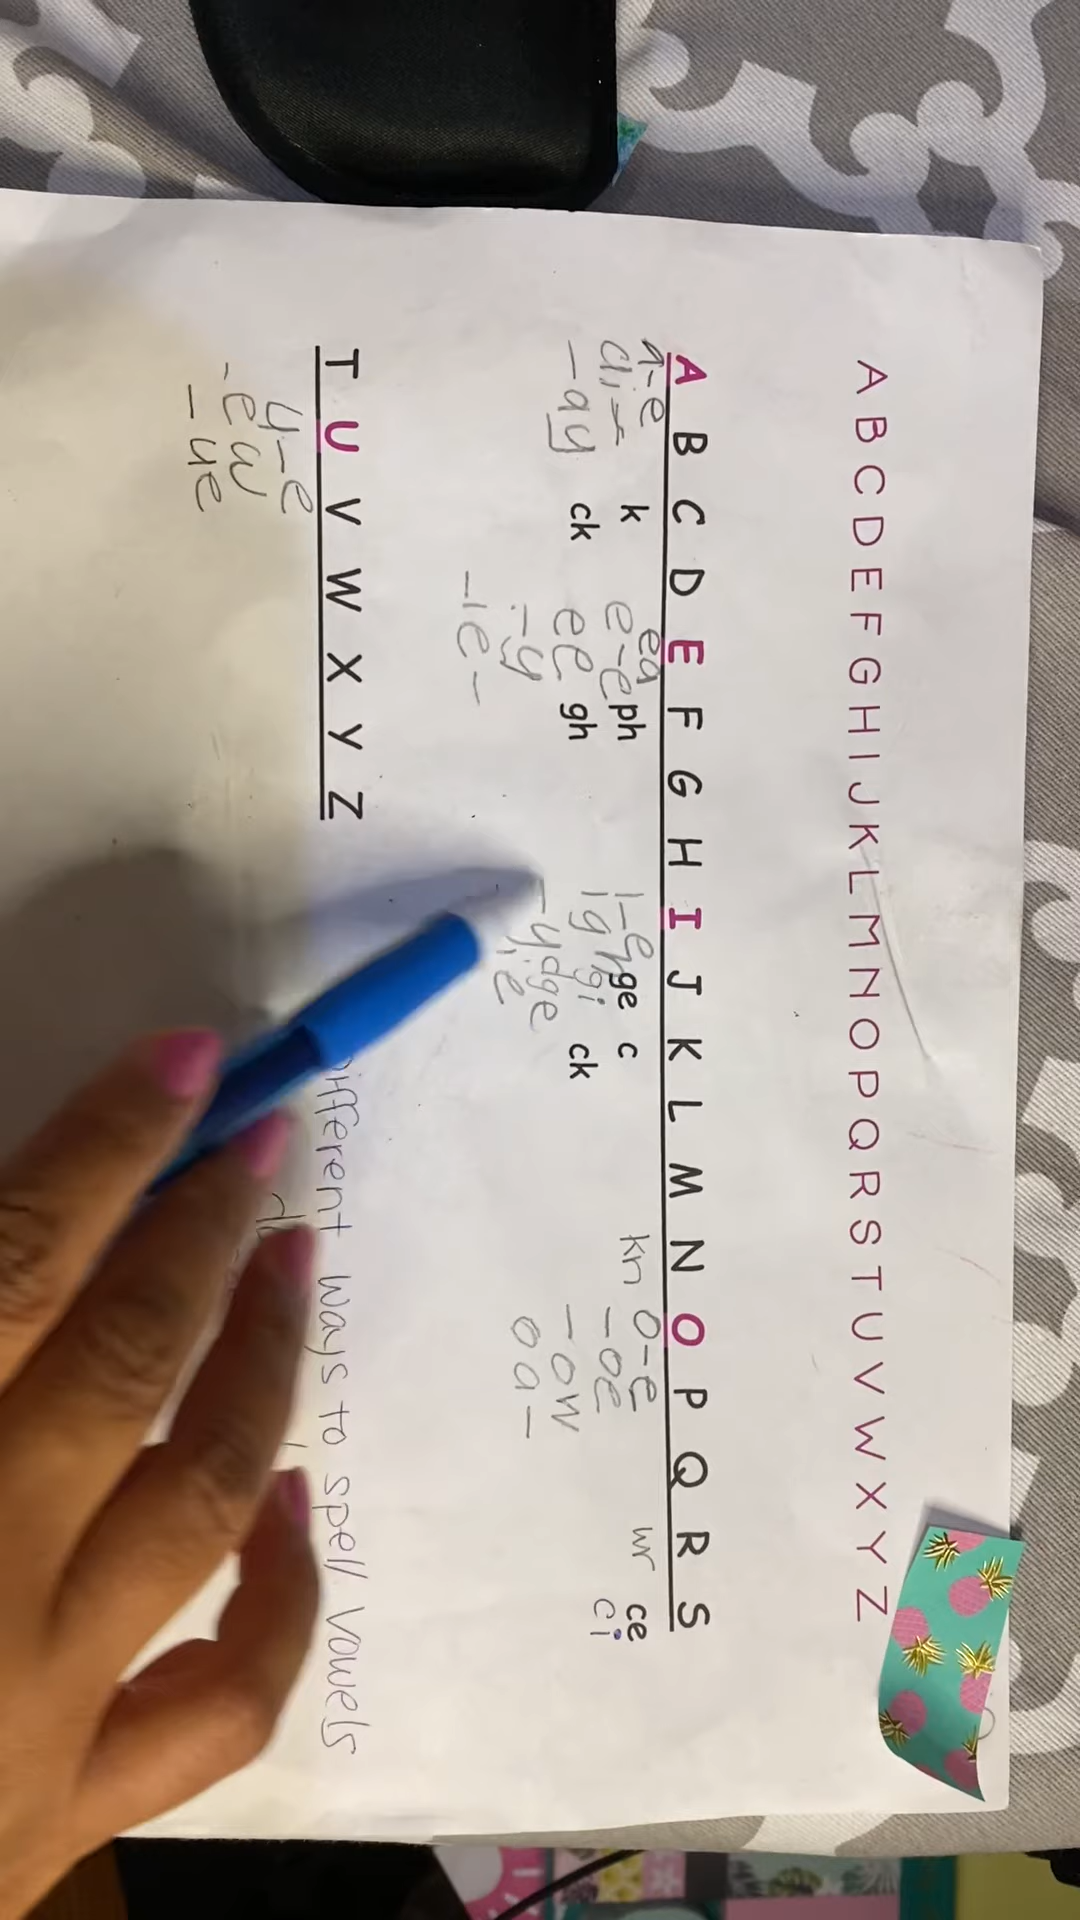 A B C D E F G H I J K L M N O P Q R S T U V W X Y Z
A B C D E F G H I J K L M N O P Q R S
a-e k ea ph i-e ge c kn o-e wr ce
ai- ck e-e gh igh gi ck -oe ci
-ay ee -y dge -ow
-y ie oa-
-ie-
T U V W X Y Z
u-e
-ew
-ue
ways to spell vowels